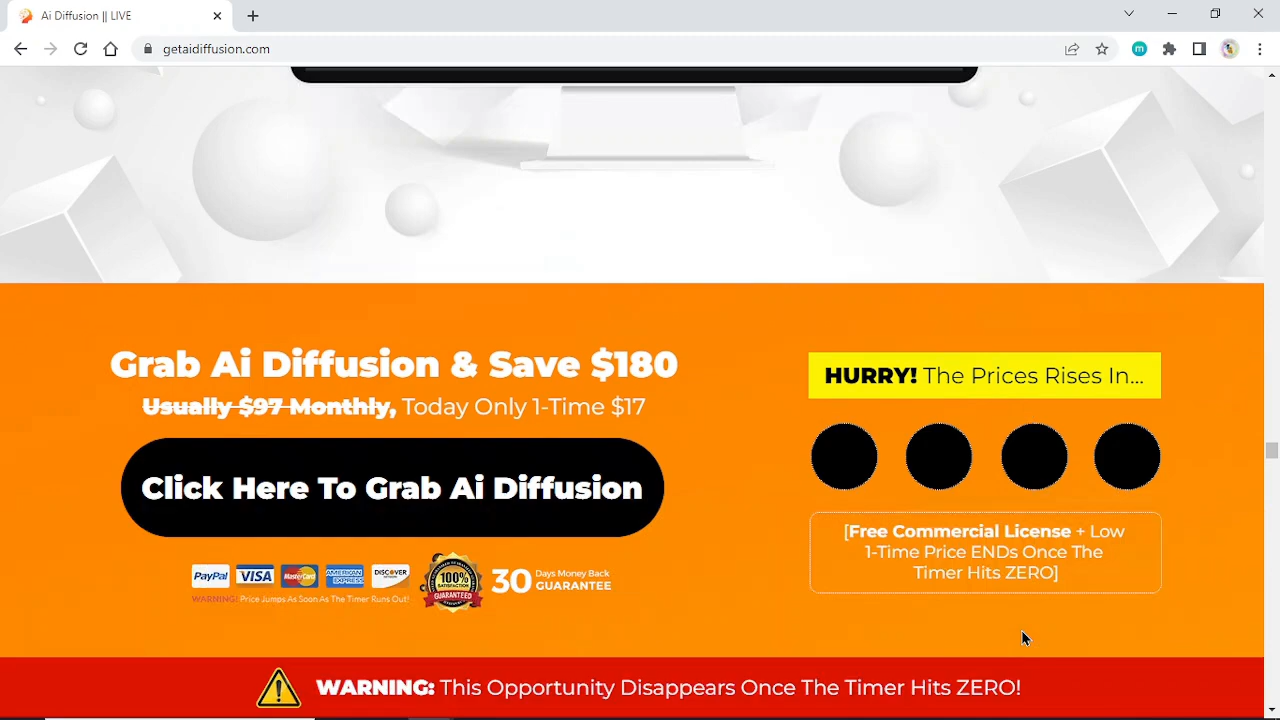 Ai Diffusion || LIVE
getaidiffusion.com
m
Grab Ai Diffusion & Save $180
Usually $97 Monthly, Today Only 1-Time $17
Click Here To Grab Ai Diffusion
PayPal VISA MasterCard AMERICAN EXPRESS DISCOVER
WARNING: Price Jumps As Soon As The Timer Runs Out!
100%
SATISFACTION
GUARANTEED
30 Days Money Back
GUARANTEE
HURRY! The Prices Rises In...
[Free Commercial License + Low
1-Time Price ENDs Once The
Timer Hits ZERO]
WARNING: This Opportunity Disappears Once The Timer Hits ZERO!